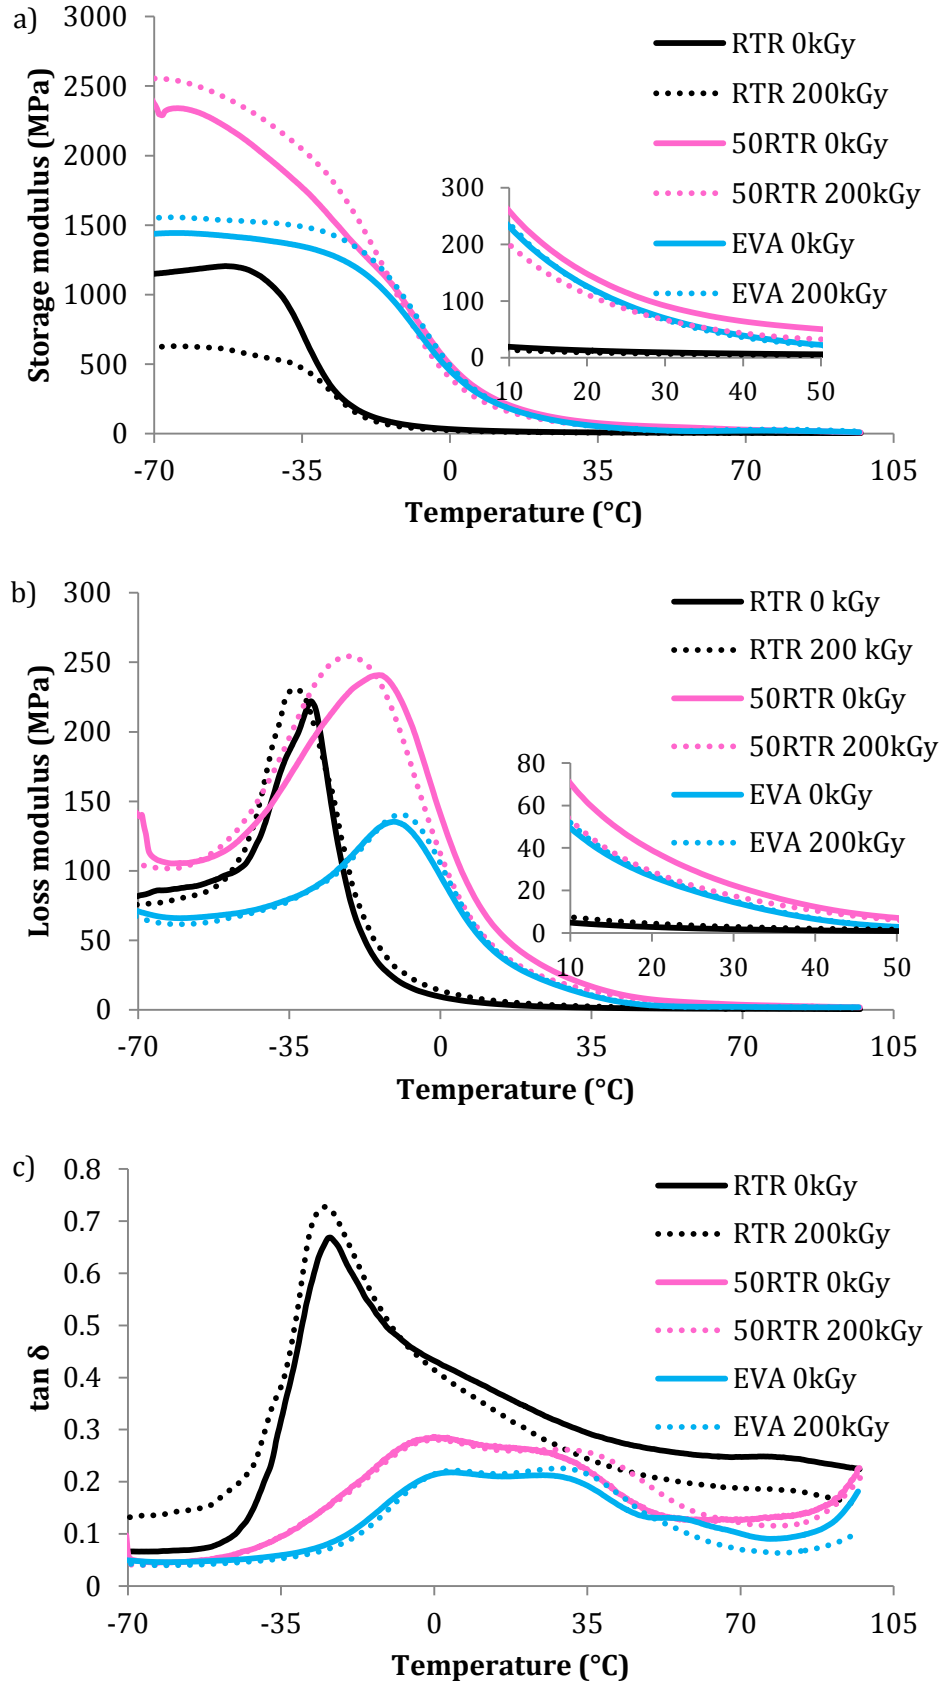 a)
Storage modulus (MPa)
3000
2500
2000
1500
1000
500
0
-70
-35
0
35
70
105
Temperature (°C)
RTR 0kGy
RTR 200kGy
50RTR 0kGy
50RTR 200kGy
EVA 0kGy
EVA 200kGy
300
200
100
0
10
20
30
40
50
b)
Loss modulus (MPa)
300
250
200
150
100
50
0
-70
-35
0
35
70
105
Temperature (°C)
RTR 0 kGy
RTR 200 kGy
50RTR 0kGy
50RTR 200kGy
EVA 0kGy
EVA 200kGy
80
60
40
20
0
10
20
30
40
50
c)
tan δ
0.8
0.7
0.6
0.5
0.4
0.3
0.2
0.1
0
-70
-35
0
35
70
105
Temperature (°C)
RTR 0kGy
RTR 200kGy
50RTR 0kGy
50RTR 200kGy
EVA 0kGy
EVA 200kGy